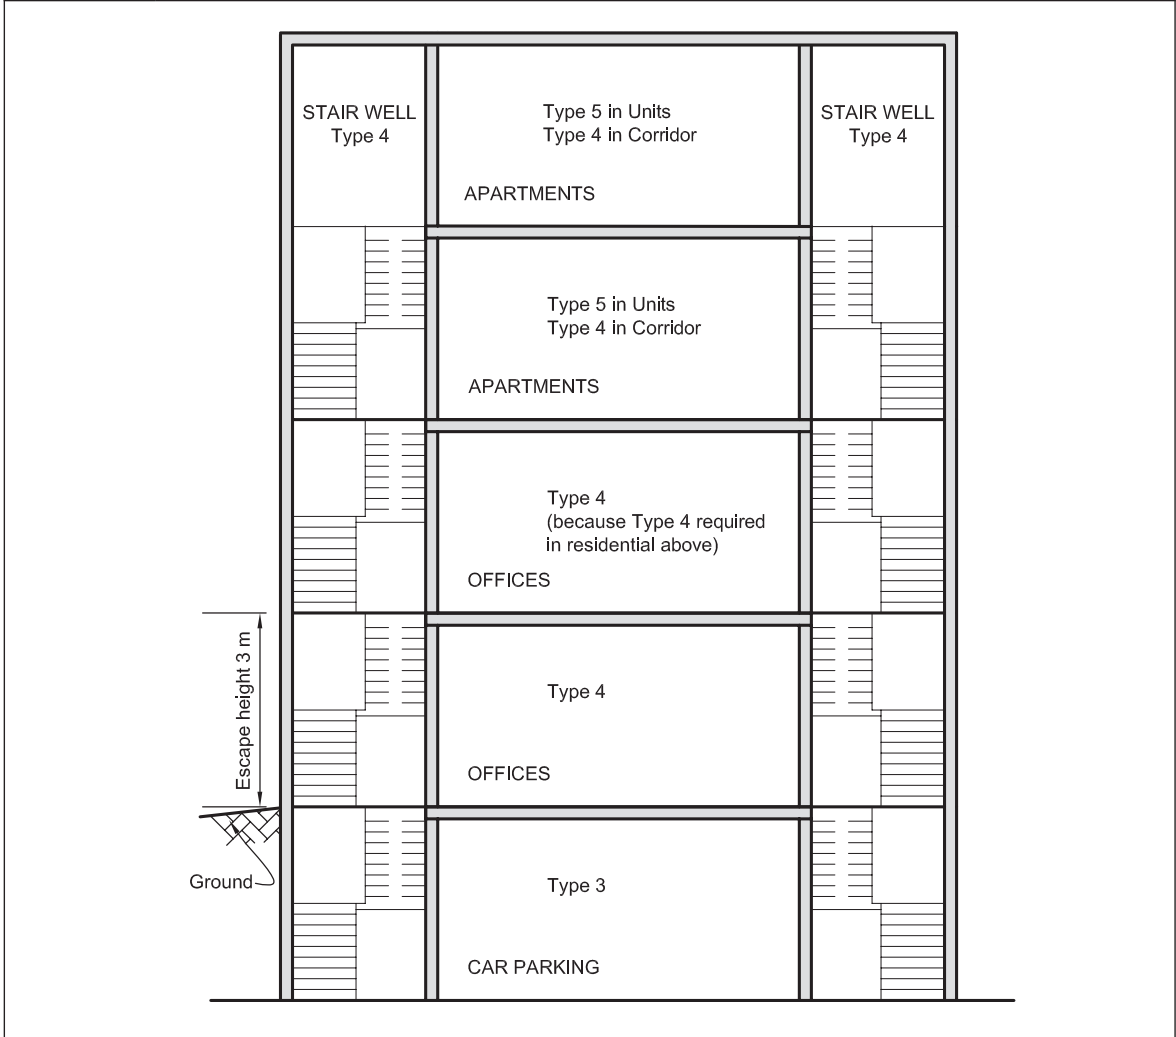 STAIR WELL
Type 4
Type 5 in Units
Type 4 in Corridor
APARTMENTS
STAIR WELL
Type 4
Type 5 in Units
Type 4 in Corridor
APARTMENTS
Type 4
(because Type 4 required
in residential above)
OFFICES
Escape height 3 m
Type 4
OFFICES
Ground
Type 3
CAR PARKING